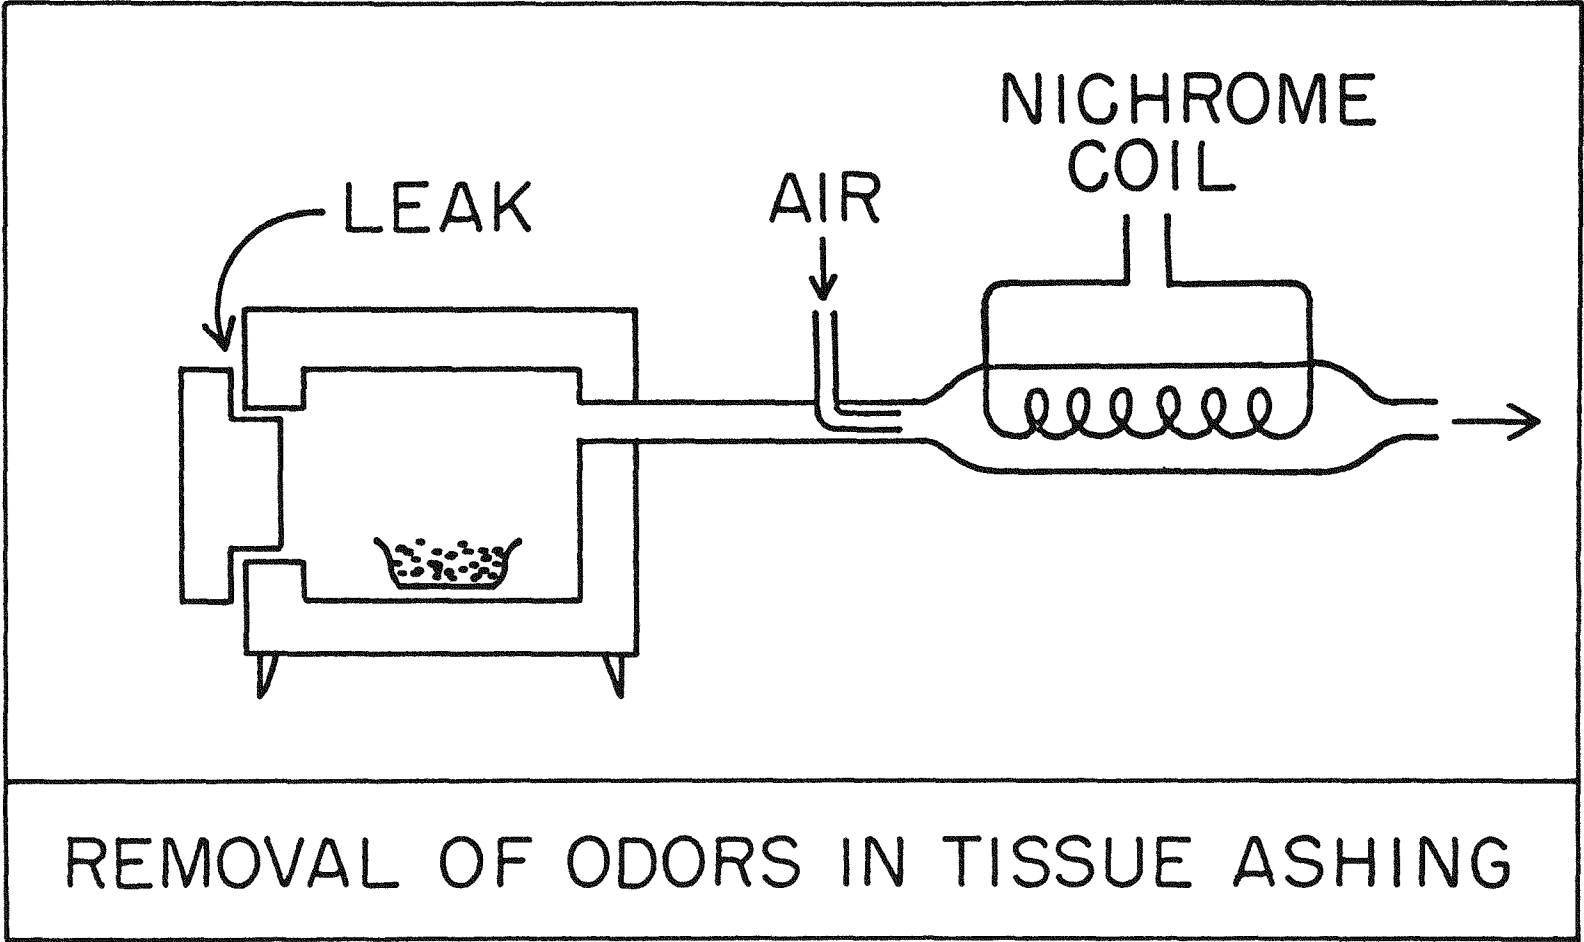 NICHROME
COIL
LEAK
AIR
REMOVAL OF ODORS IN TISSUE ASHING